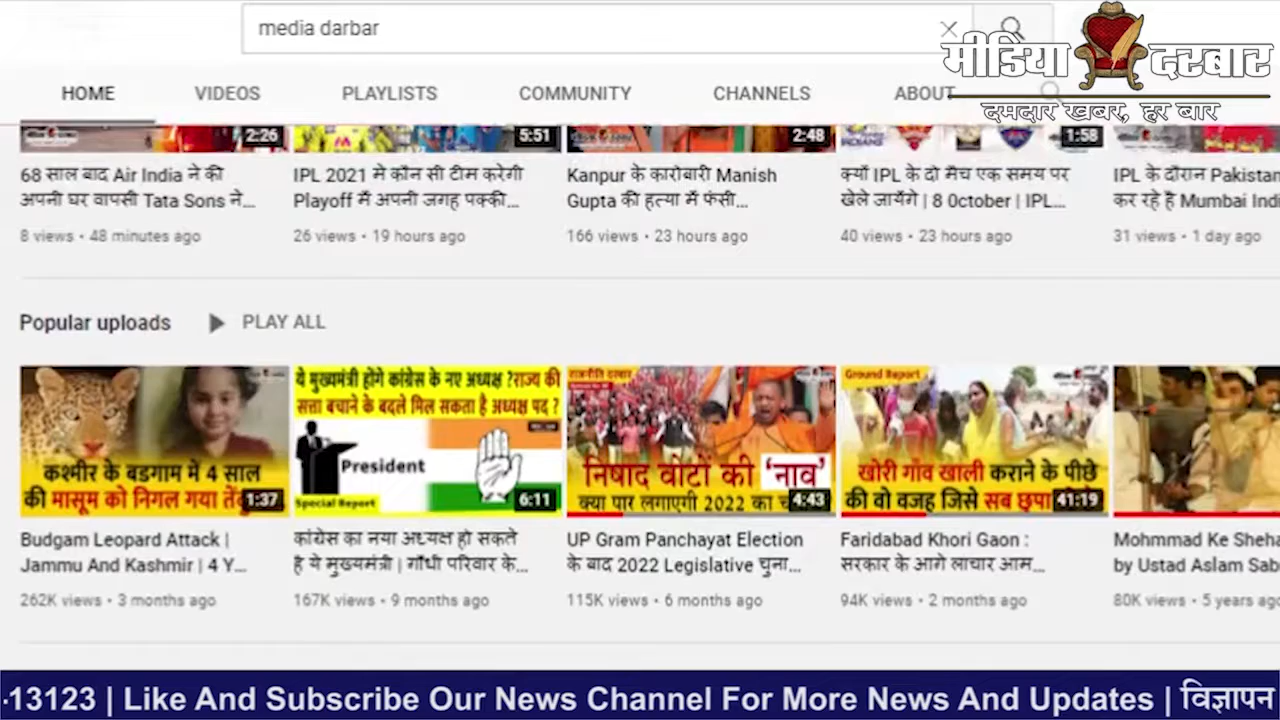 media darbar
मीडिया दरबार
दमदार खबर, हर बार
HOME VIDEOS PLAYLISTS COMMUNITY CHANNELS ABOUT
2:26 5:51 2:48 1:58
68 साल बाद Air India ने की
अपनी घर वापसी Tata Sons ने...
8 views • 48 minutes ago
IPL 2021 मे कौन सी टीम करेगी
Playoff मैं अपनी जगह पक्की...
26 views • 19 hours ago
Kanpur के कारोबारी Manish
Gupta की हत्या में फंसी...
166 views • 23 hours ago
क्यों IPL के दो मैच एक समय पर
खेले जायेंगे | 8 October | IPL...
40 views • 23 hours ago
IPL के दौरान Pakistan
कर रहे है Mumbai Indi
31 views • 1 day ago
Popular uploads PLAY ALL
कश्मीर के बडगाम में 4 साल
की मासूम को निगल गया
1:37
Budgam Leopard Attack |
Jammu And Kashmir | 4 Y...
262K views • 3 months ago
ये मुख्यमंत्री होंगे कांग्रेस के नए अध्यक्ष ?राज्य की
सत्ता बचाने के बदले मिल सकता है अध्यक्ष पद ?
President
Special Report
6:11
कांग्रेस का नया अध्यक्ष हो सकते
है ये मुख्यमंत्री | गाँधी परिवार के...
167K views • 9 months ago
राजनीति दरबार
निषाद वोटों की 'नाव'
क्या पार लगाएगी 2022 का
4:43
UP Gram Panchayat Election
के बाद 2022 Legislative चुना...
115K views • 6 months ago
Ground Report
खोरी गाँव खाली कराने के पीछे
की वो वजह जिसे सब छुपा
41:19
Faridabad Khori Gaon :
सरकार के आगे लाचार आम...
94K views • 2 months ago
Mohmmad Ke Sheha
by Ustad Aslam Sab
80K views • 5 years ago
13123 | Like And Subscribe Our News Channel For More News And Updates | विज्ञापन